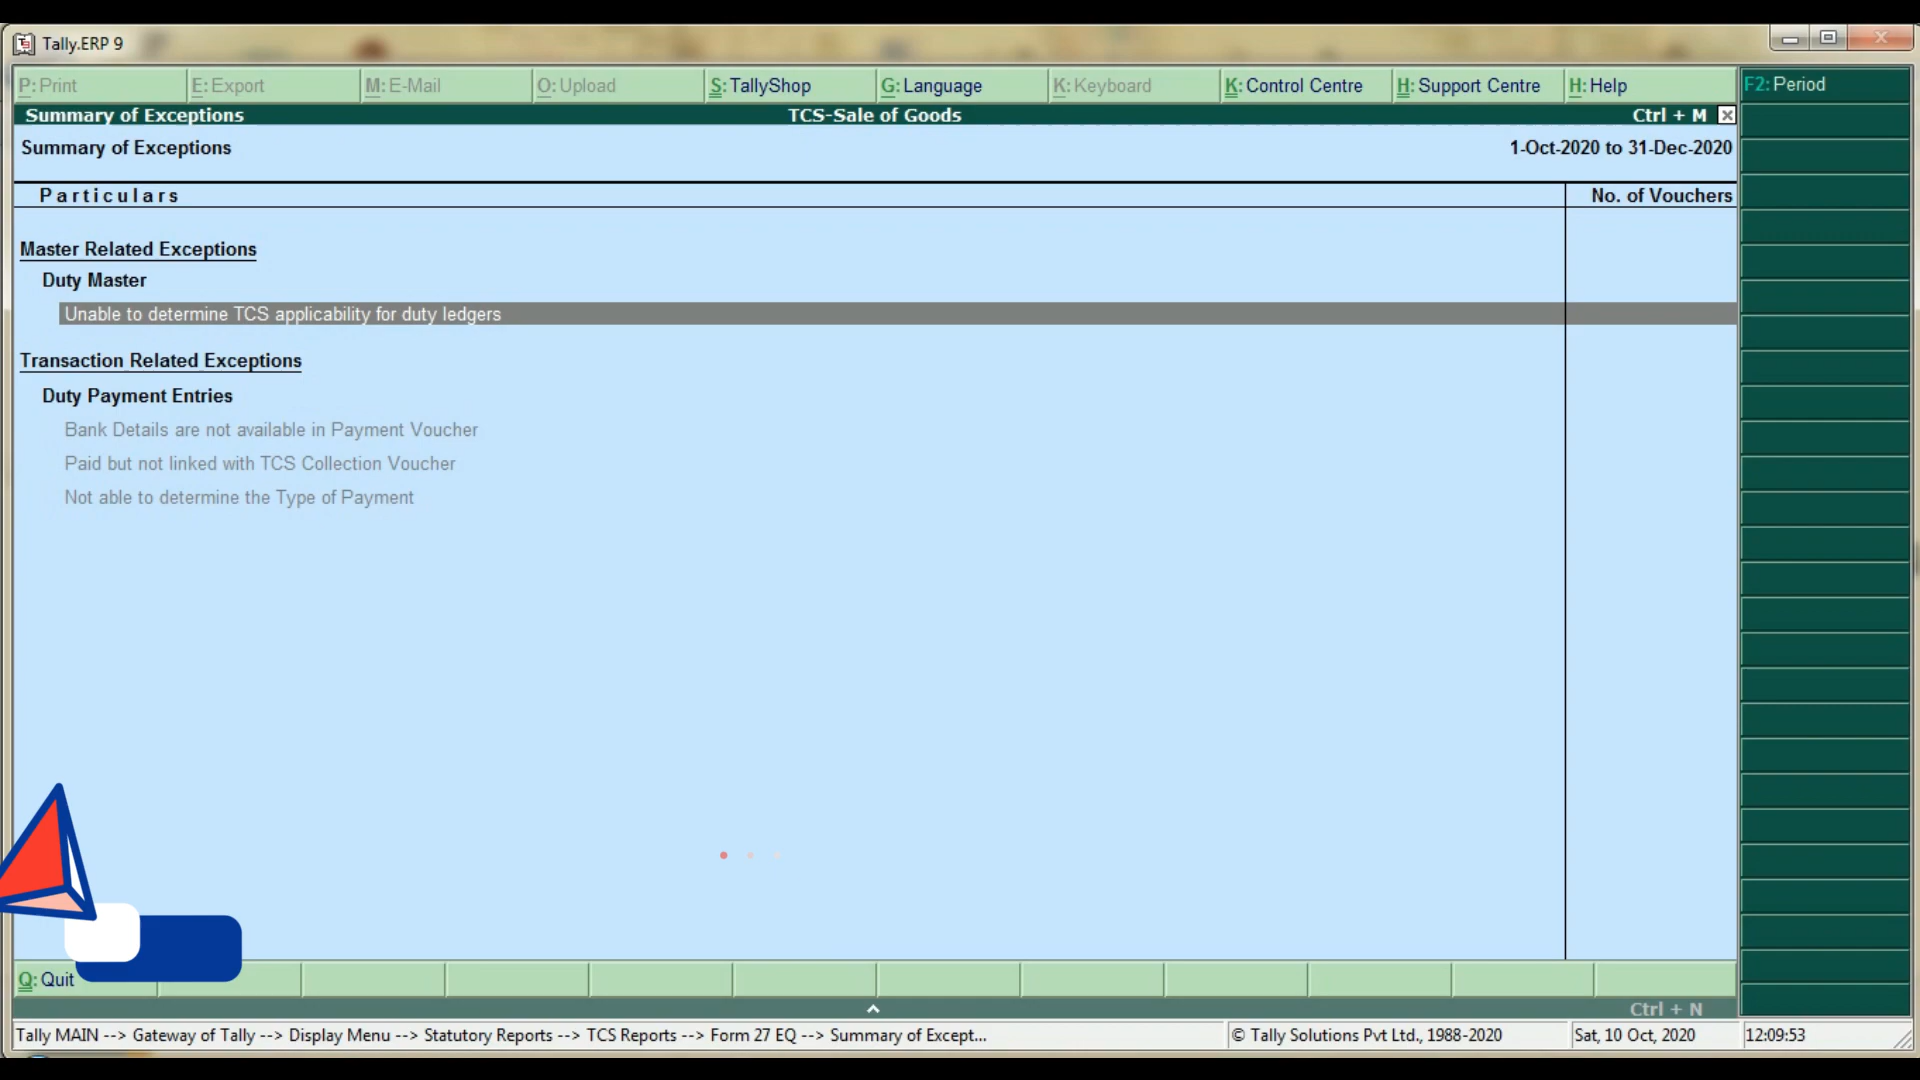 Tally.ERP 9
P: Print E: Export M: E-Mail O: Upload S: TallyShop G: Language K: Keyboard K: Control Centre H: Support Centre H: Help F2: Period
Summary of Exceptions TCS-Sale of Goods Ctrl + M
Summary of Exceptions 1-Oct-2020 to 31-Dec-2020
Particulars No. of Vouchers
Master Related Exceptions
Duty Master
Unable to determine TCS applicability for duty ledgers
Transaction Related Exceptions
Duty Payment Entries
Bank Details are not available in Payment Voucher
Paid but not linked with TCS Collection Voucher
Not able to determine the Type of Payment
Q: Quit
Ctrl + N
Tally MAIN --> Gateway of Tally --> Display Menu --> Statutory Reports --> TCS Reports --> Form 27 EQ --> Summary of Except... © Tally Solutions Pvt Ltd., 1988-2020 Sat, 10 Oct, 2020 12:09:53